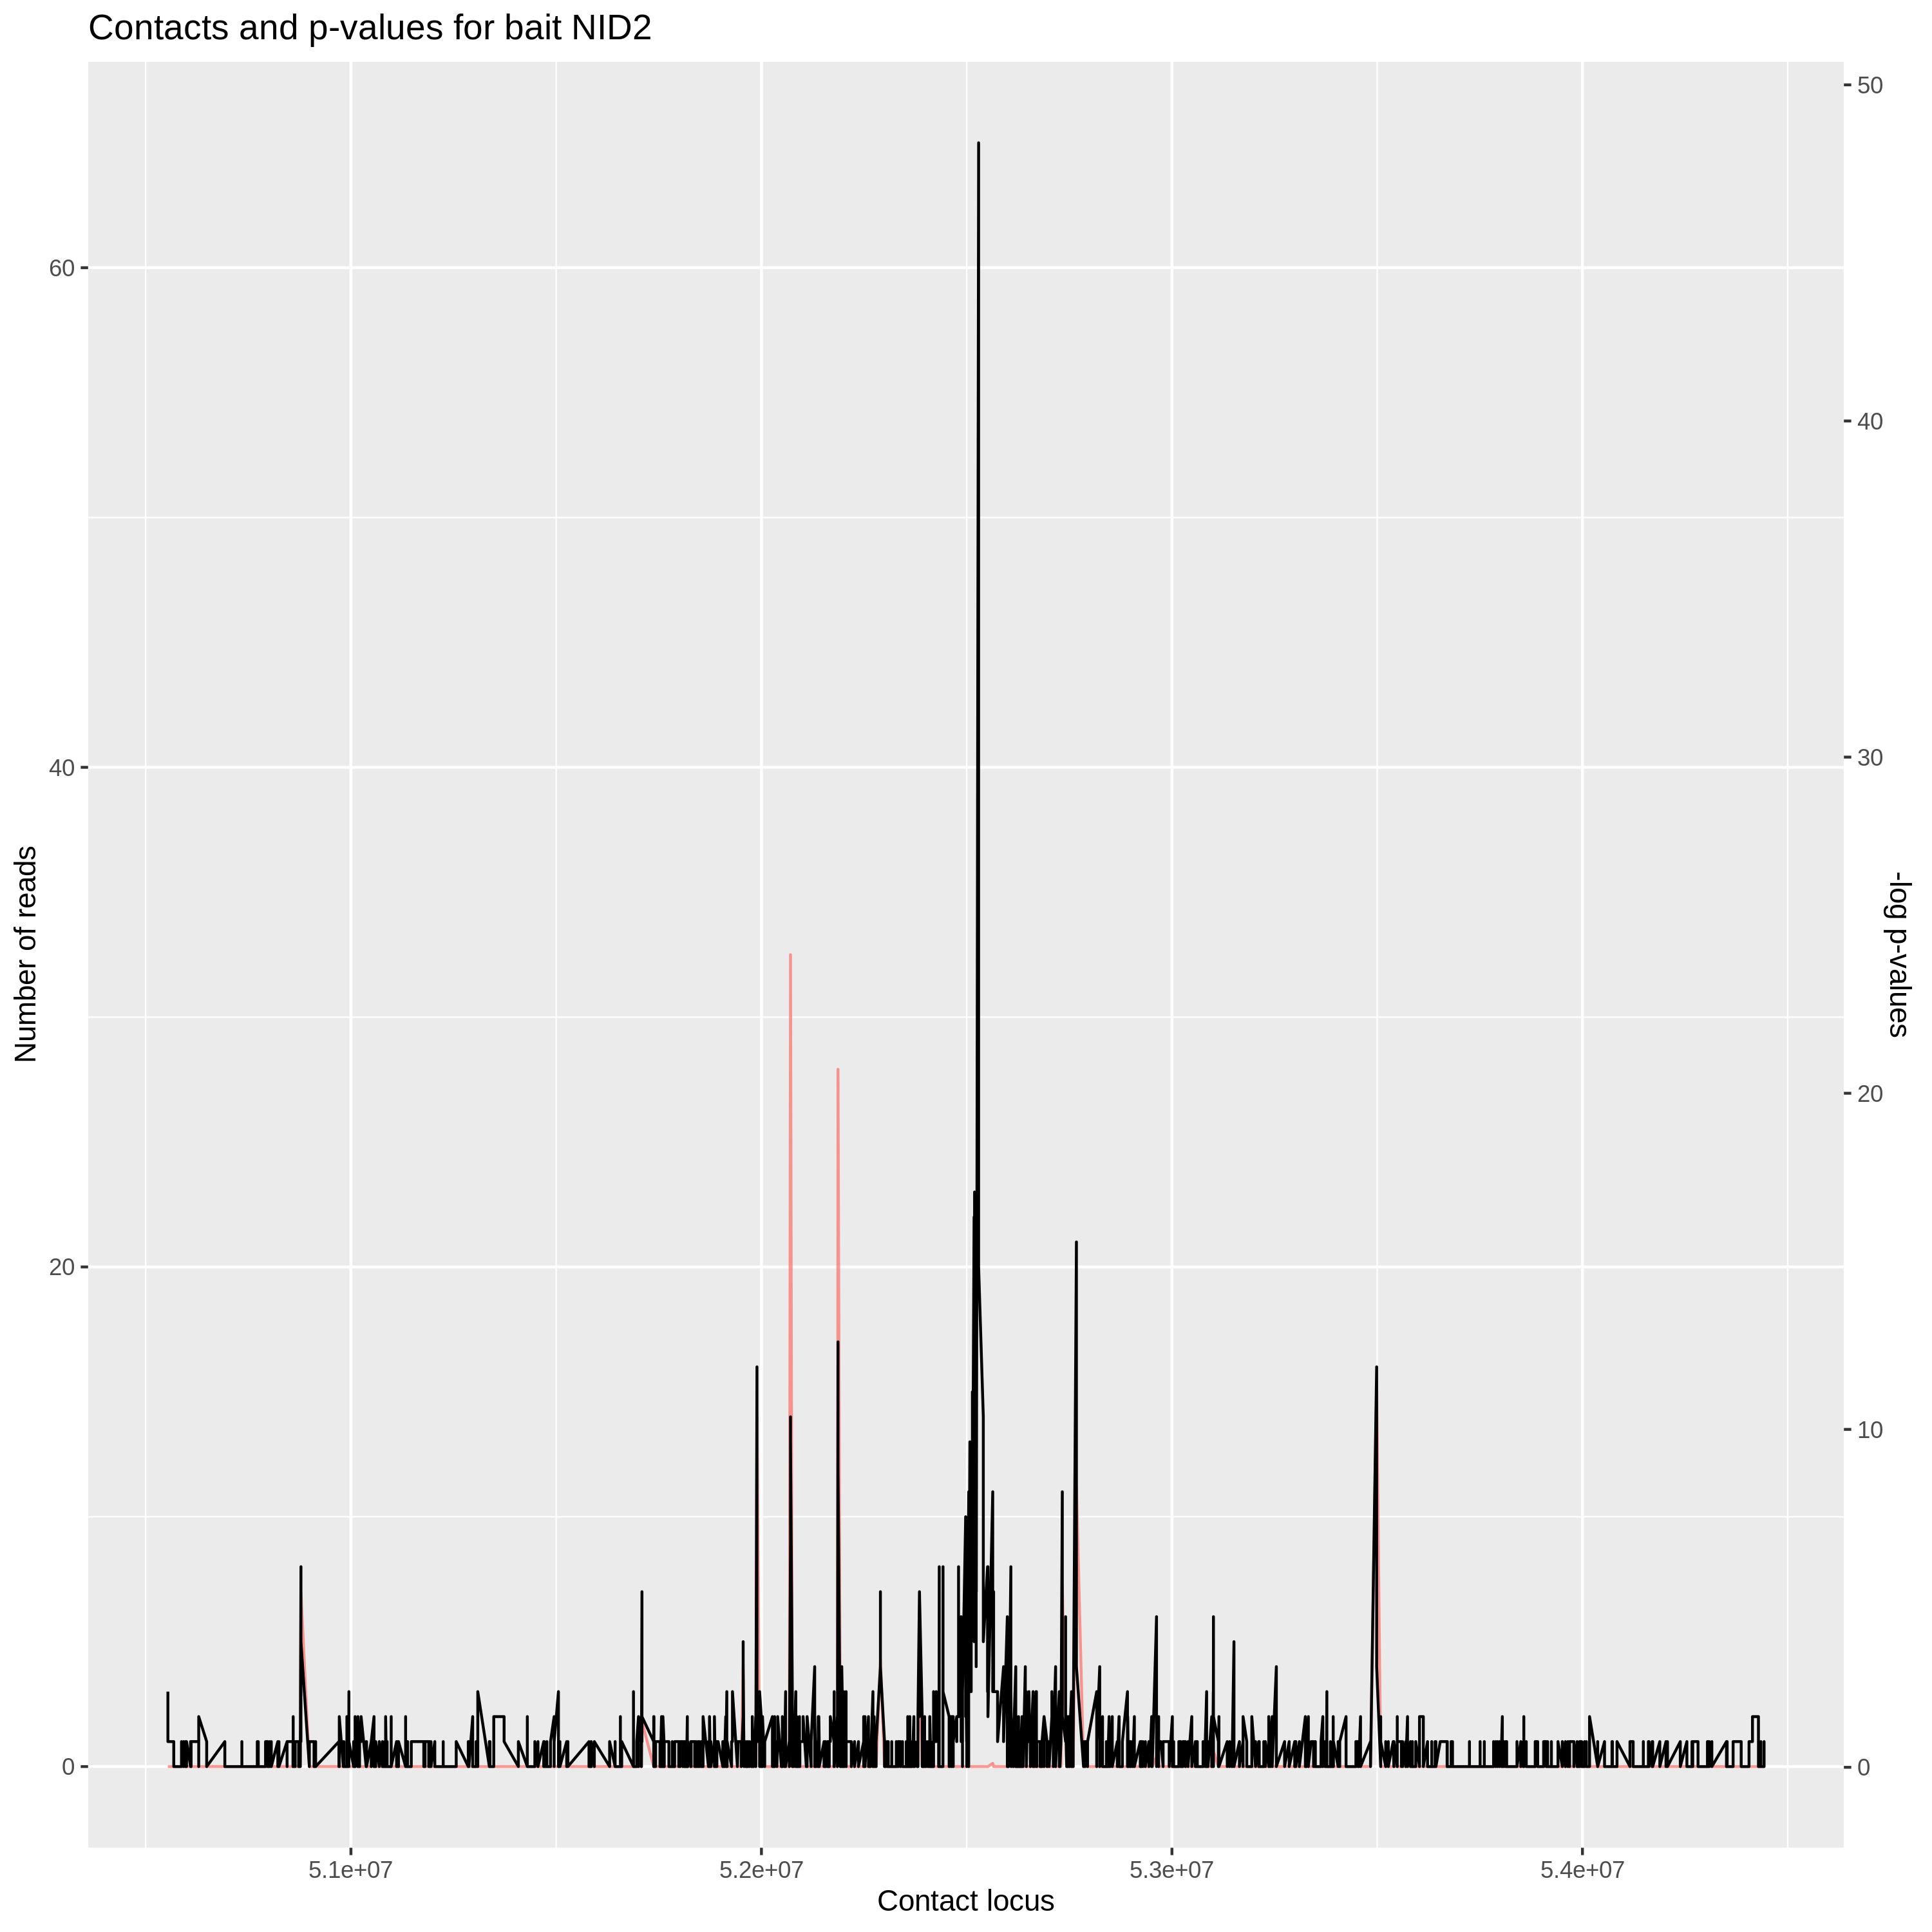 Contacts and p-values for bait NID2
60
40
20
0
Number of reads
50
40
30
20
10
0
-log p-values
5.1e+07
5.2e+07
5.3e+07
5.4e+07
Contact locus